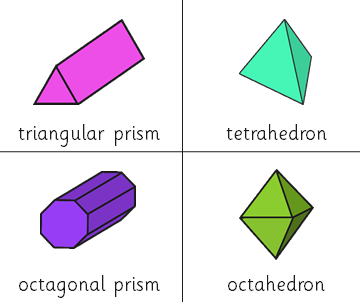 triangular prism
tetrahedron
octagonal prism
octahedron